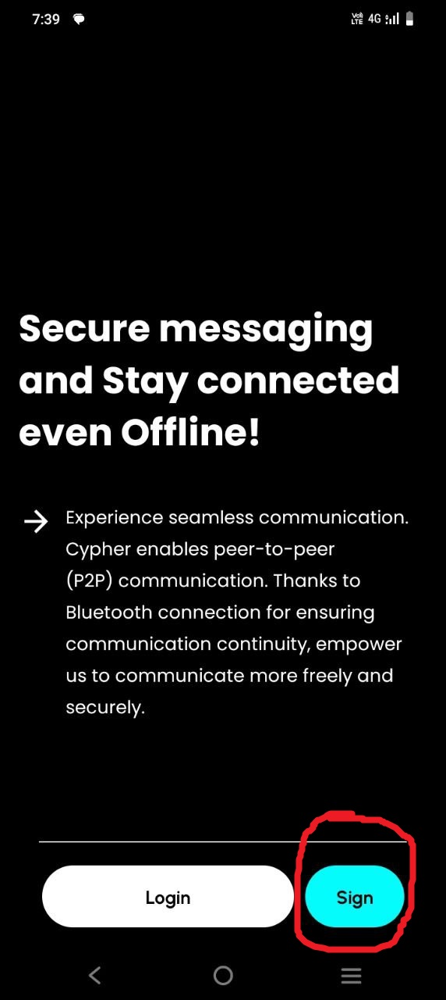 7:39
Vo))
LTE 4G
Secure messaging
and Stay connected
even Offline!
Experience seamless communication.
Cypher enables peer-to-peer
(P2P) communication. Thanks to
Bluetooth connection for ensuring
communication continuity, empower
us to communicate more freely and
securely.
Login
Sign